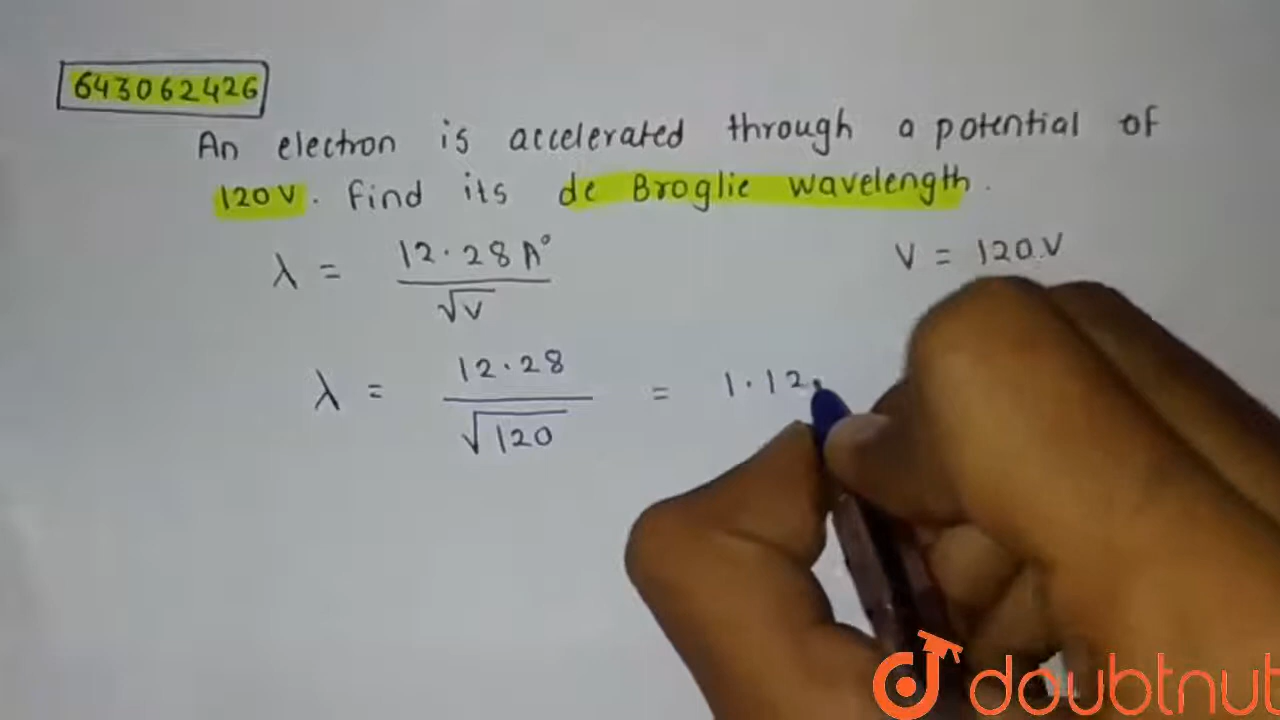 643062426
An electron is accelerated through a potential of
120V. Find its de Broglie wavelength.
λ = 12.28 A° / √V
V = 120.V
λ = 12.28 / √120 = 1.12
doubtnut